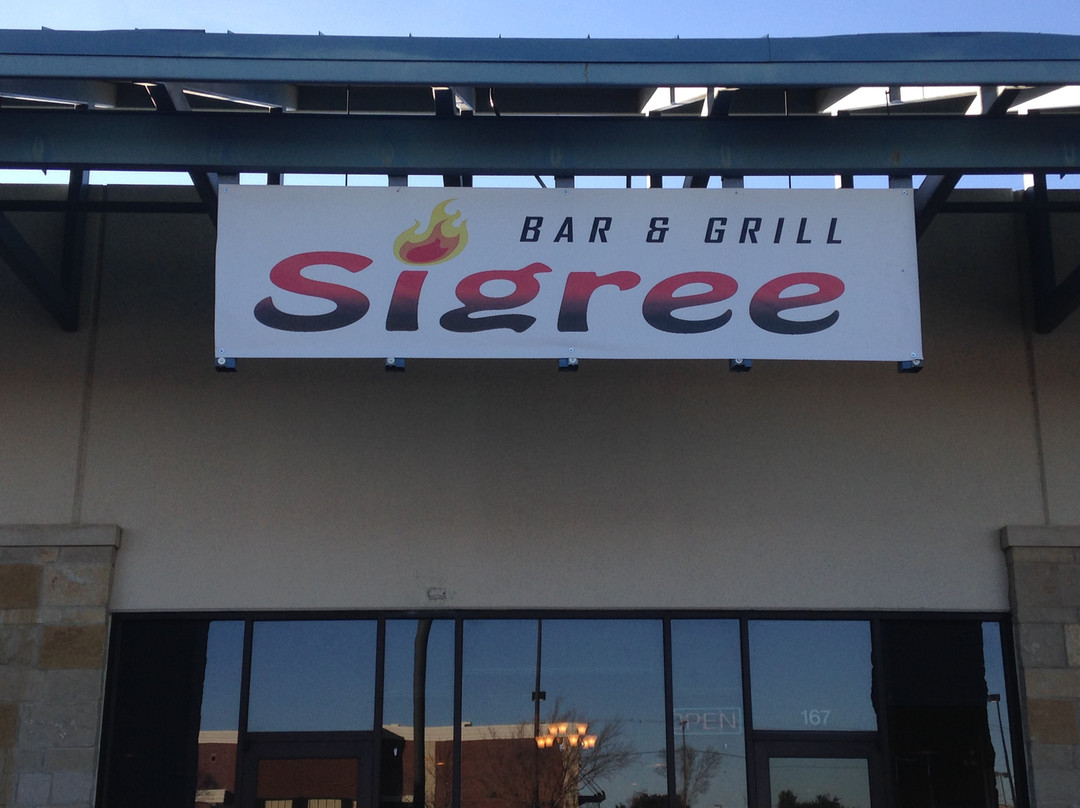 BAR & GRILL
Sigree
OPEN
167